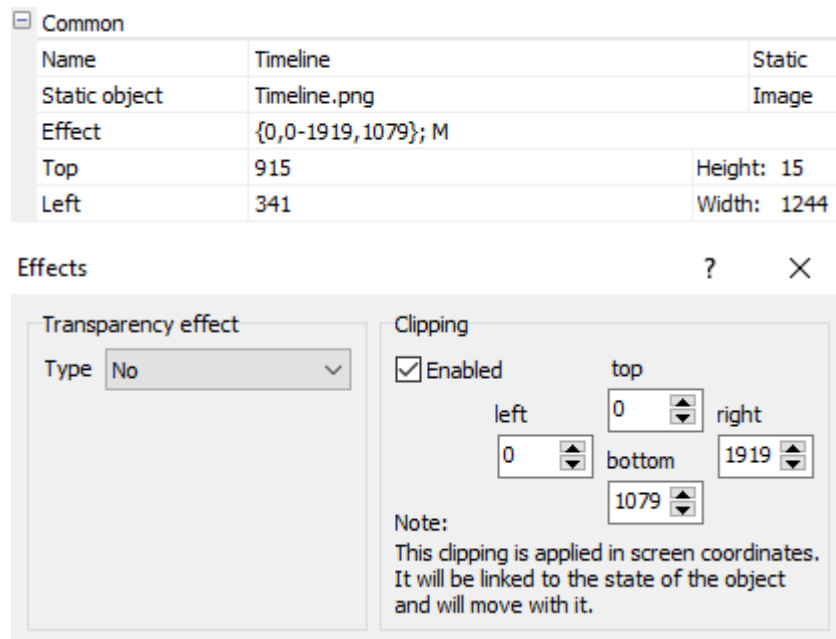 Common
Name Timeline Static
Static object Timeline.png Image
Effect {0,0-1919,1079}; M
Top 915 Height: 15
Left 341 Width: 1244
Effects ? 
Transparency effect
Type No
Clipping
Enabled
top
0
left
0
right
1919
bottom
1079
Note:
This clipping is applied in screen coordinates.
It will be linked to the state of the object
and will move with it.